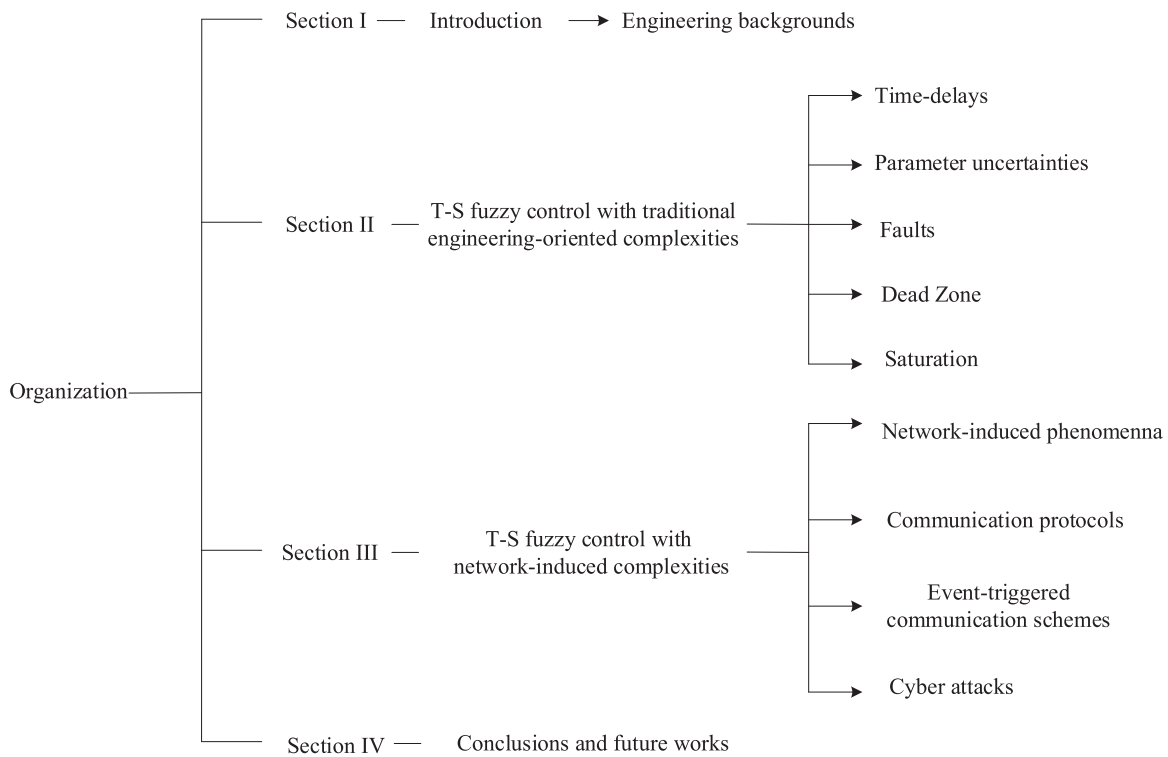 Section I
Introduction
Engineering backgrounds
Time-delays
Parameter uncertainties
Section II
T-S fuzzy control with traditional
engineering-oriented complexities
Faults
Dead Zone
Saturation
Organization
Network-induced phenomenna
Communication protocols
Section III
T-S fuzzy control with
network-induced complexities
Event-triggered
communication schemes
Cyber attacks
Section IV
Conclusions and future works